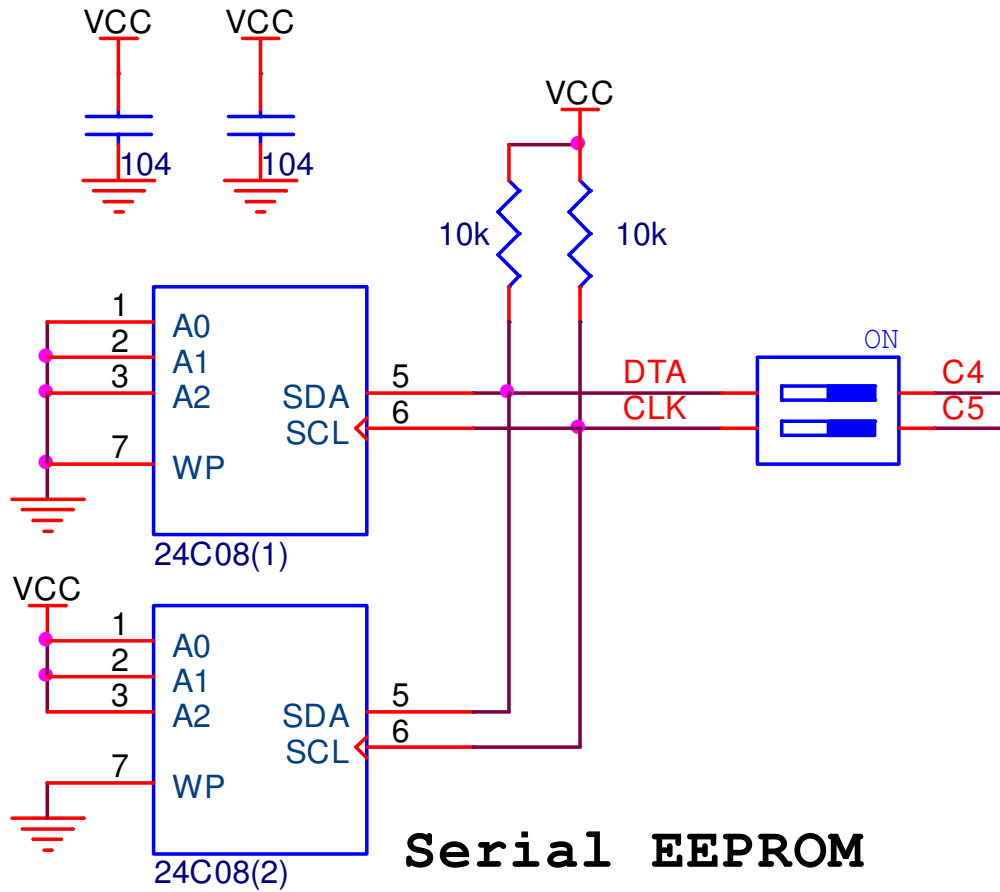 VCC VCC
104 104
VCC
10k 10k
1 A0
2 A1
3 A2
7 WP
SDA 5
SCL 6
24C08(1)
DTA
CLK
ON
C4
C5
VCC
1 A0
2 A1
3 A2
7 WP
SDA 5
SCL 6
24C08(2)
Serial EEPROM